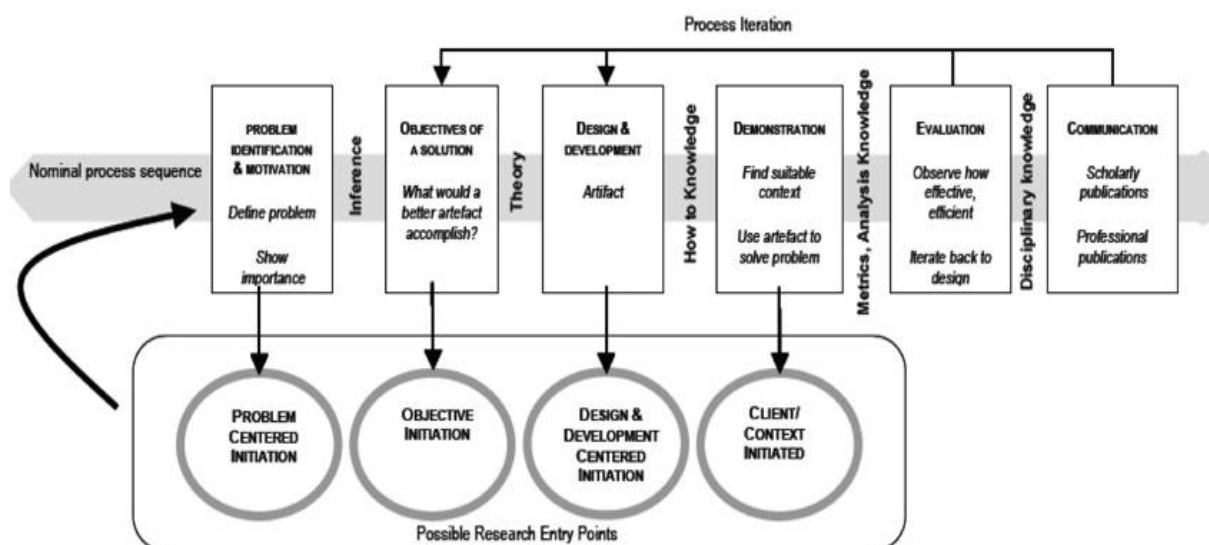 Process Iteration
Nominal process sequence
PROBLEM
IDENTIFICATION
& MOTIVATION
Define problem
Show
importance
Inference
OBJECTIVES OF
A SOLUTION
What would a
better artefact
accomplish?
Theory
DESIGN &
DEVELOPMENT
Artifact
How to Knowledge
DEMONSTRATION
Find suitable
context
Use artefact to
solve problem
Metrics, Analysis Knowledge
EVALUATION
Observe how
effective,
efficient
Iterate back to
design
Disciplinary knowledge
COMMUNICATION
Scholarly
publications
Professional
publications
PROBLEM
CENTERED
INITIATION
OBJECTIVE
INITIATION
DESIGN &
DEVELOPMENT
CENTERED
INITIATION
CLIENT/
CONTEXT
INITIATED
Possible Research Entry Points